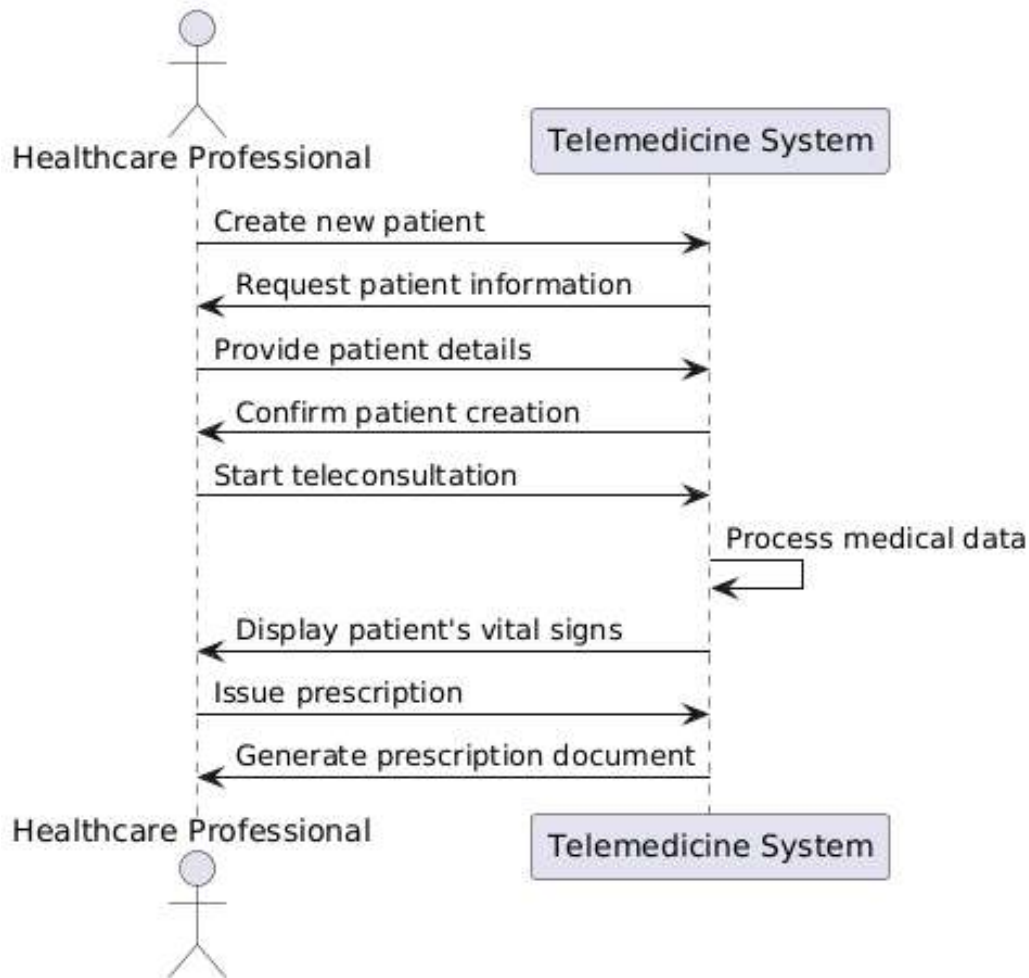 Healthcare Professional
Telemedicine System
Create new patient
Request patient information
Provide patient details
Confirm patient creation
Start teleconsultation
Process medical data
Display patient's vital signs
Issue prescription
Generate prescription document
Healthcare Professional
Telemedicine System